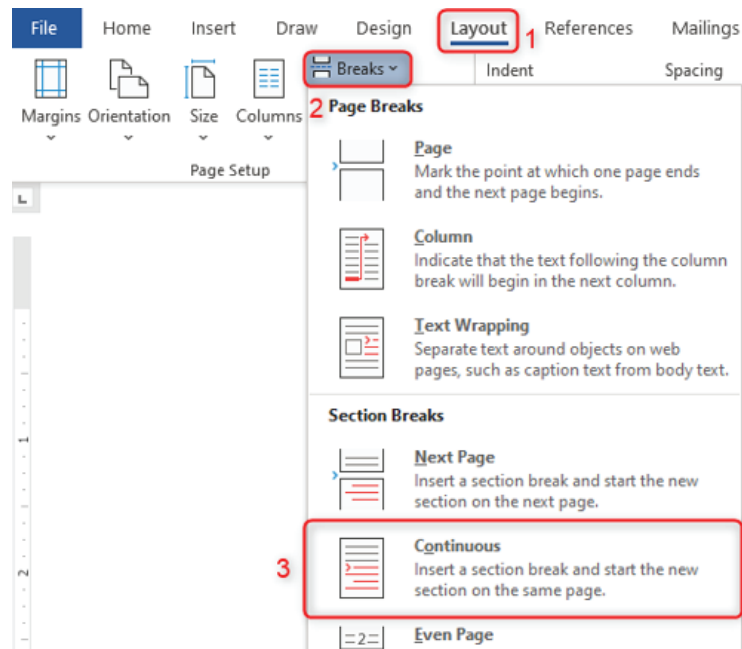 File Home Insert Draw Design Layout 1 References Mailings
Breaks Indent Spacing
Margins Orientation Size Columns
2 Page Breaks
Page Setup
Page
Mark the point at which one page ends
and the next page begins.
L
Column
Indicate that the text following the column
break will begin in the next column.
Text Wrapping
Separate text around objects on web
pages, such as caption text from body text.
Section Breaks
1
Next Page
Insert a section break and start the new
section on the next page.
3
Continuous
Insert a section break and start the new
section on the same page.
2
=2=
Even Page